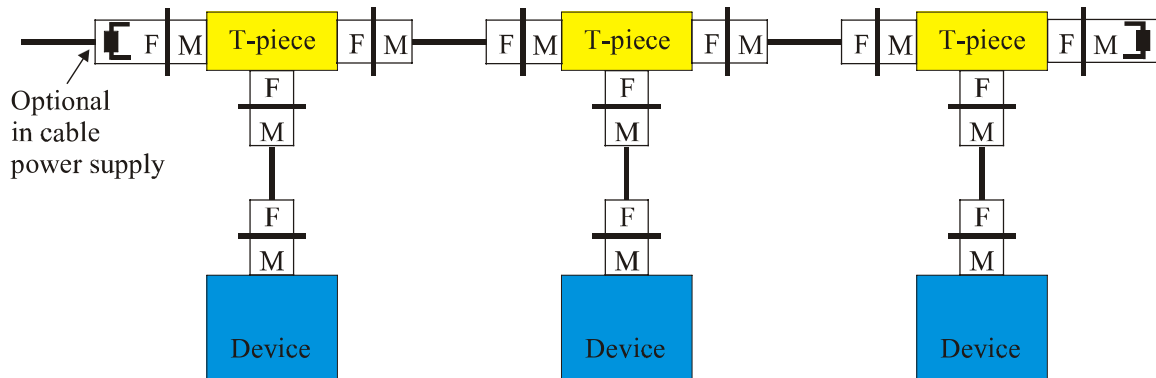 F M T-piece F M F M T-piece F M F M T-piece F M
Optional
in cable
power supply
F F F
M M M
F F F
M M M
Device Device Device